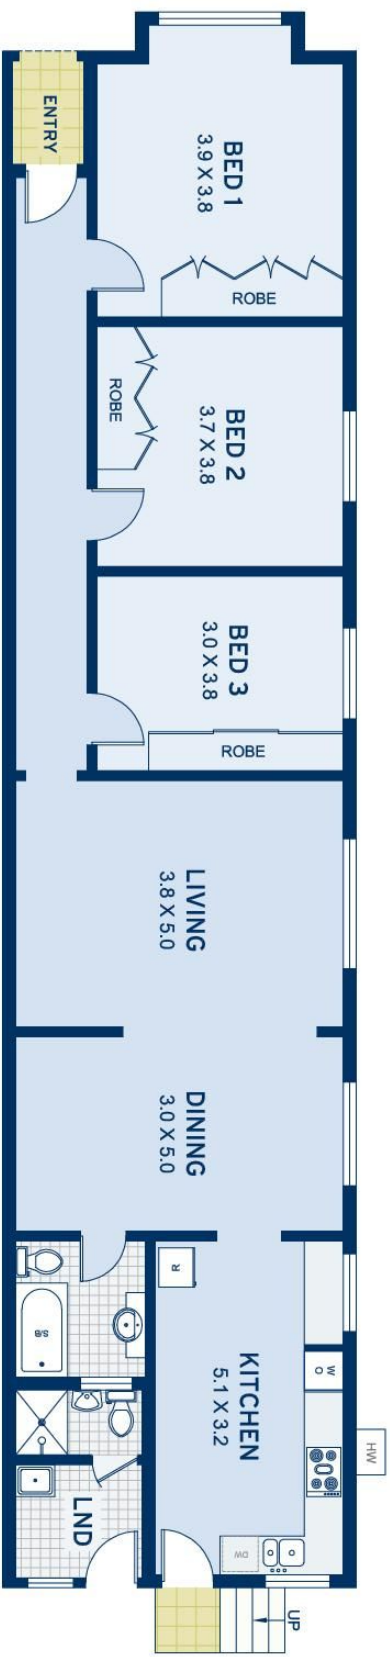 ENTRY
BED 1
3.9 X 3.8
ROBE
ROBE
BED 2
3.7 X 3.8
BED 3
3.0 X 3.8
ROBE
LIVING
3.8 X 5.0
DINING
3.0 X 5.0
R
S/B
KITCHEN
5.1 X 3.2
W
O
HW
LND
DW
UP